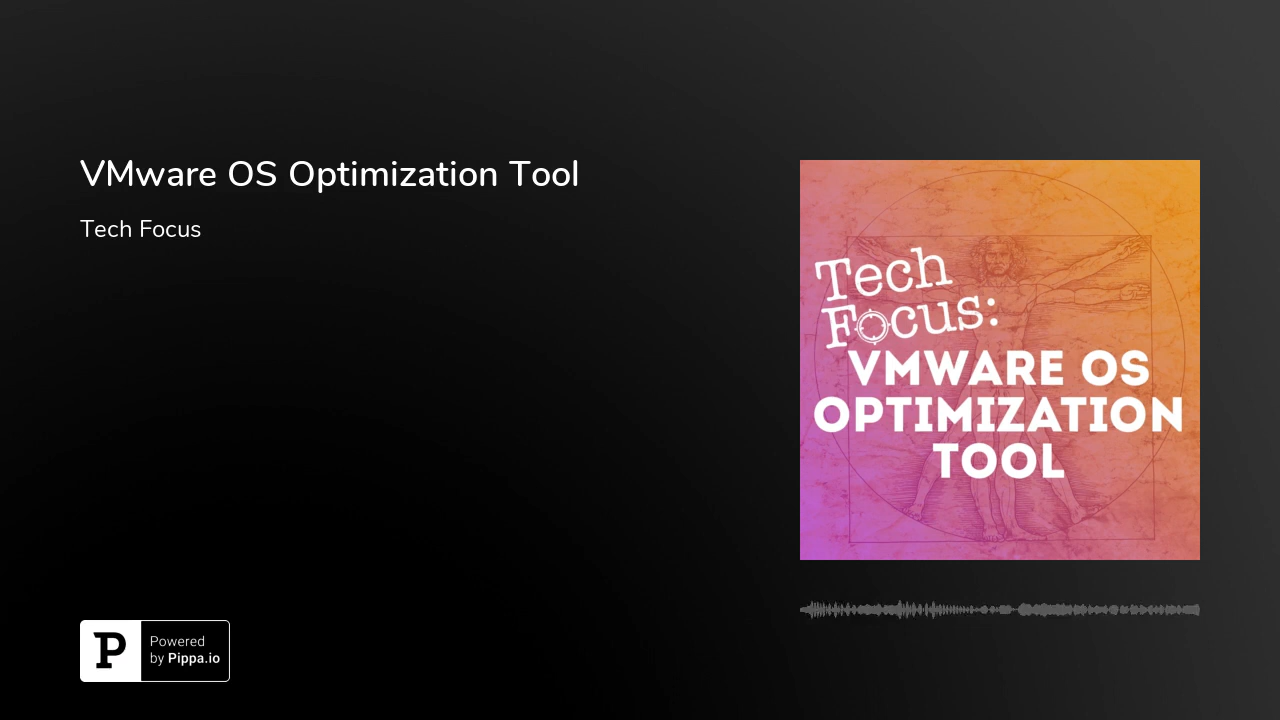 VMware OS Optimization Tool
Tech Focus
Tech
Focus:
VMWARE OS
OPTIMIZATION
TOOL
P
Powered
by Pippa.io